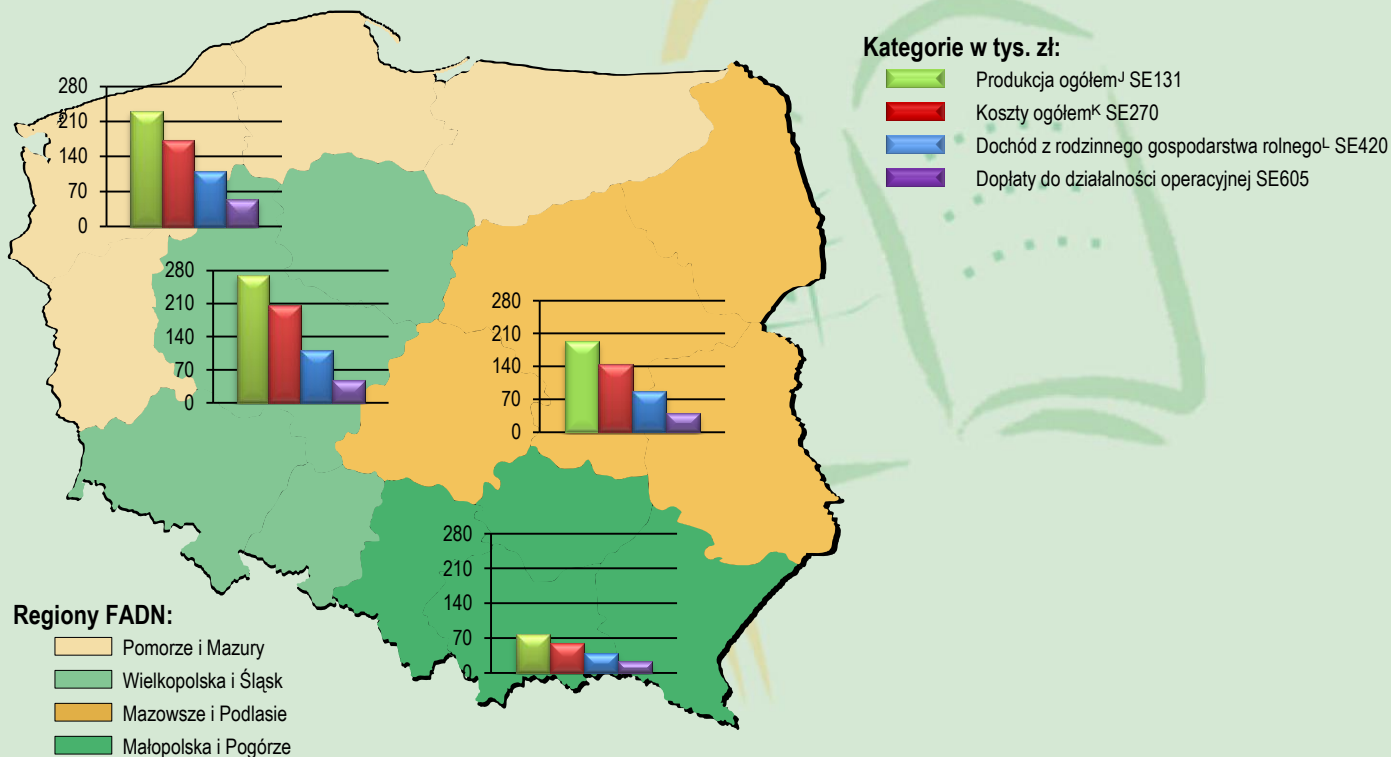 Kategorie w tys. zł:
Produkcja ogółemᴶ SE131
Koszty ogółemᴷ SE270
Dochód z rodzinnego gospodarstwa rolnegoᴸ SE420
Dopłaty do działalności operacyjnej SE605
280
210
140
70
0
280
210
140
70
0
280
210
140
70
0
280
210
140
70
0
Regiony FADN:
Pomorze i Mazury
Wielkopolska i Śląsk
Mazowsze i Podlasie
Małopolska i Pogórze